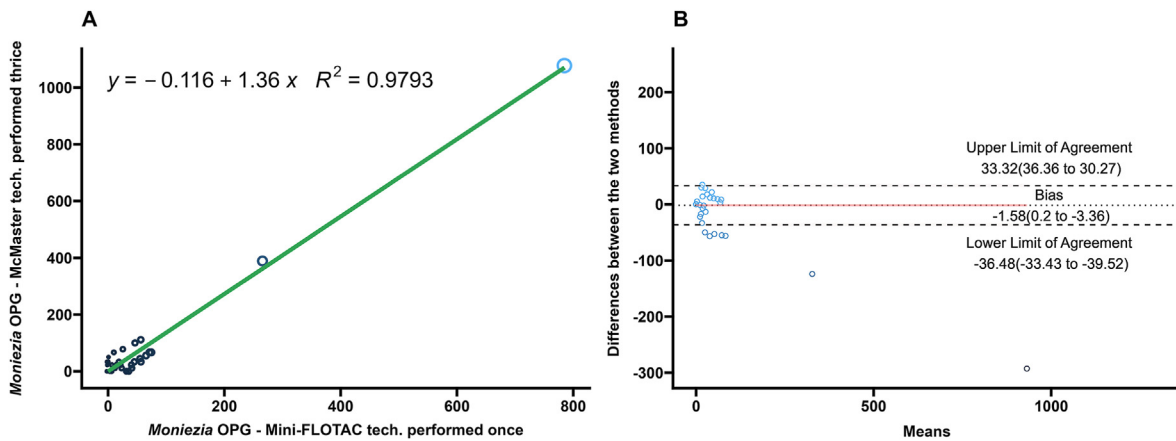 A
Moniezia OPG - McMaster tech. performed thrice
y = − 0.116 + 1.36 x R² = 0.9793
1000
800
600
400
200
0
0 200 400 600 800
Moniezia OPG - Mini-FLOTAC tech. performed once
B
Differences between the two methods
200
100
0
-100
-200
-300
Upper Limit of Agreement
33.32(36.36 to 30.27)
Bias
-1.58(0.2 to -3.36)
Lower Limit of Agreement
-36.48(-33.43 to -39.52)
0 500 1000
Means